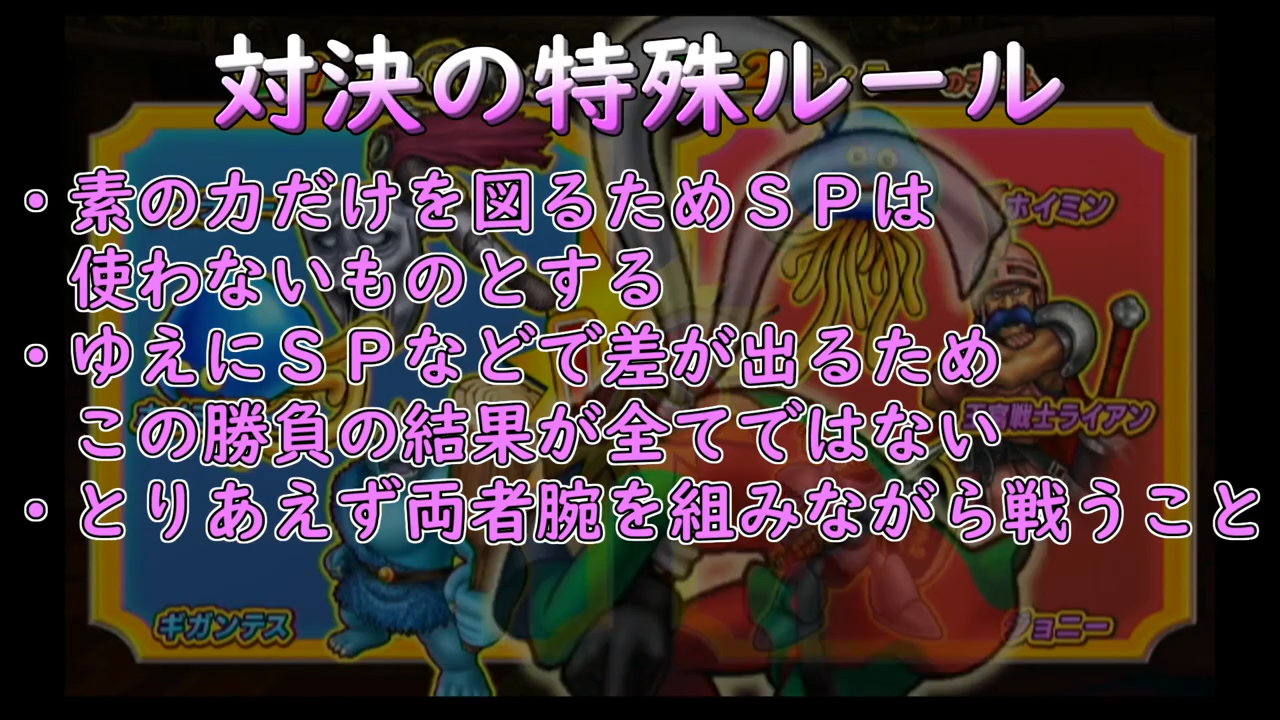 対決の特殊ルール
・素の力だけを図るためＳＰは
使わないものとする
・ゆえにＳＰなどで差が出るため
この勝負の結果が全てではない
・とりあえず両者腕を組みながら戦うこと
ホイミン
王宮戦士ライアン
ギガンテス
ジョニー